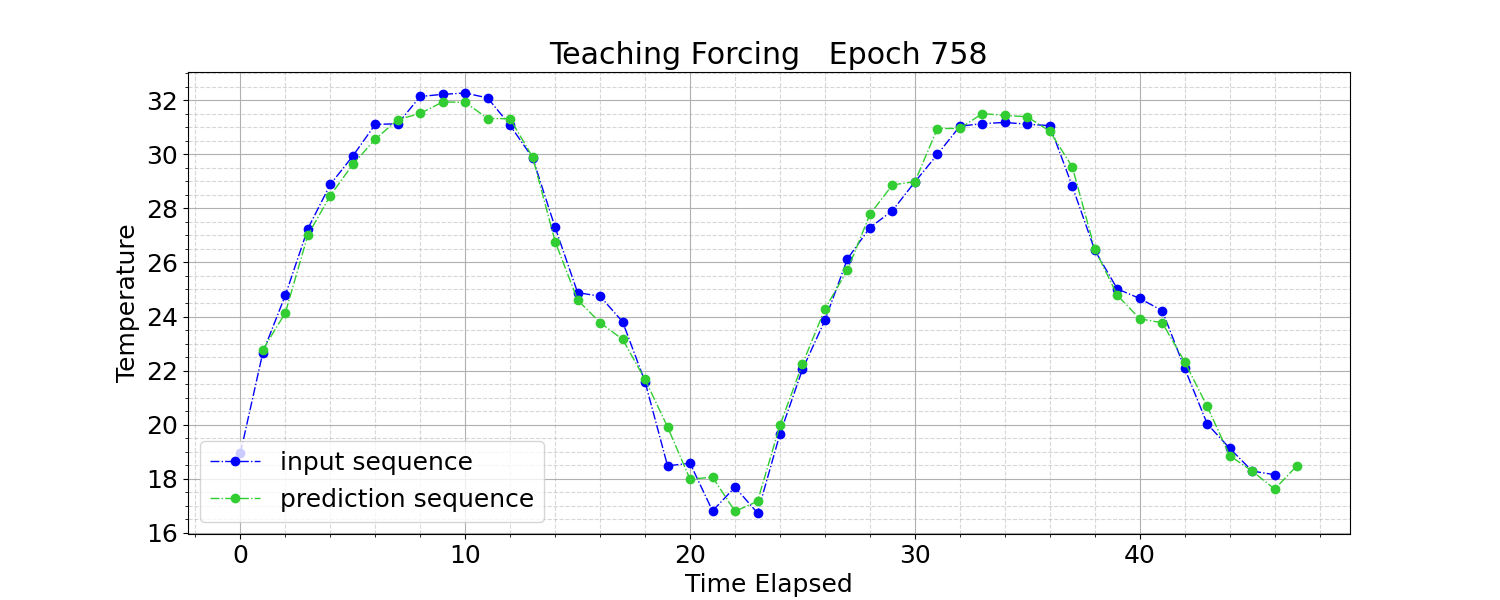 Teaching Forcing   Epoch 758
32
30
28
26
24
22
20
18
16
Temperature
input sequence
prediction sequence
0 10 20 30 40
Time Elapsed